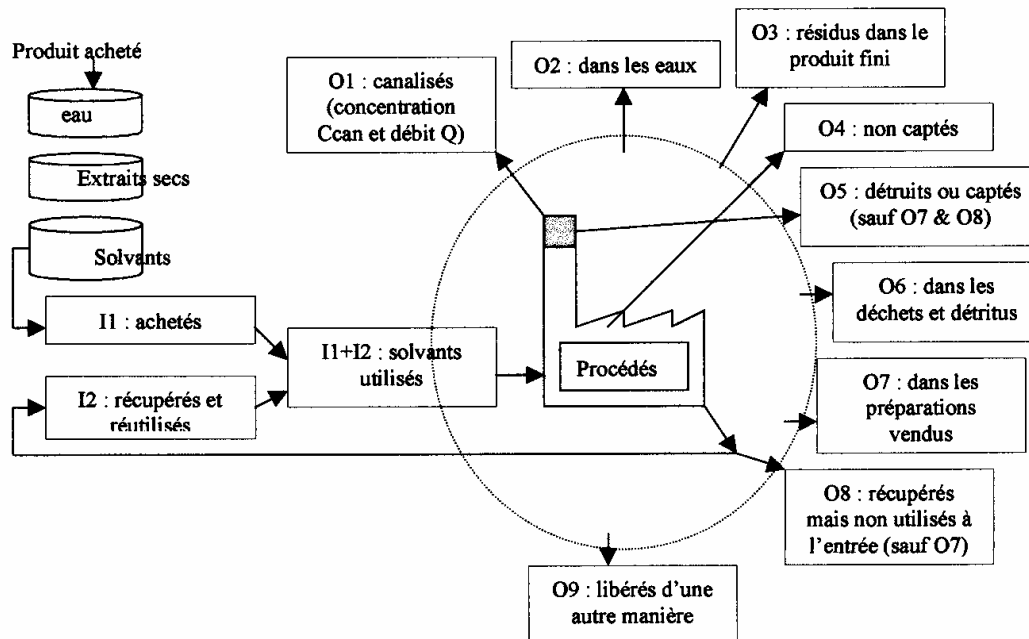 Produit acheté
eau
Extraits secs
Solvants
I1 : achetés
I2 : récupérés et
réutilisés
I1+I2 : solvants
utilisés
Procédés
O1 : canalisés
(concentration
Ccan et débit Q)
O2 : dans les eaux
O3 : résidus dans le
produit fini
O4 : non captés
O5 : détruits ou captés
(sauf O7 & O8)
O6 : dans les
déchets et détritus
O7 : dans les
préparations
vendus
O8 : récupérés
mais non utilisés à
l'entrée (sauf O7)
O9 : libérés d'une
autre manière